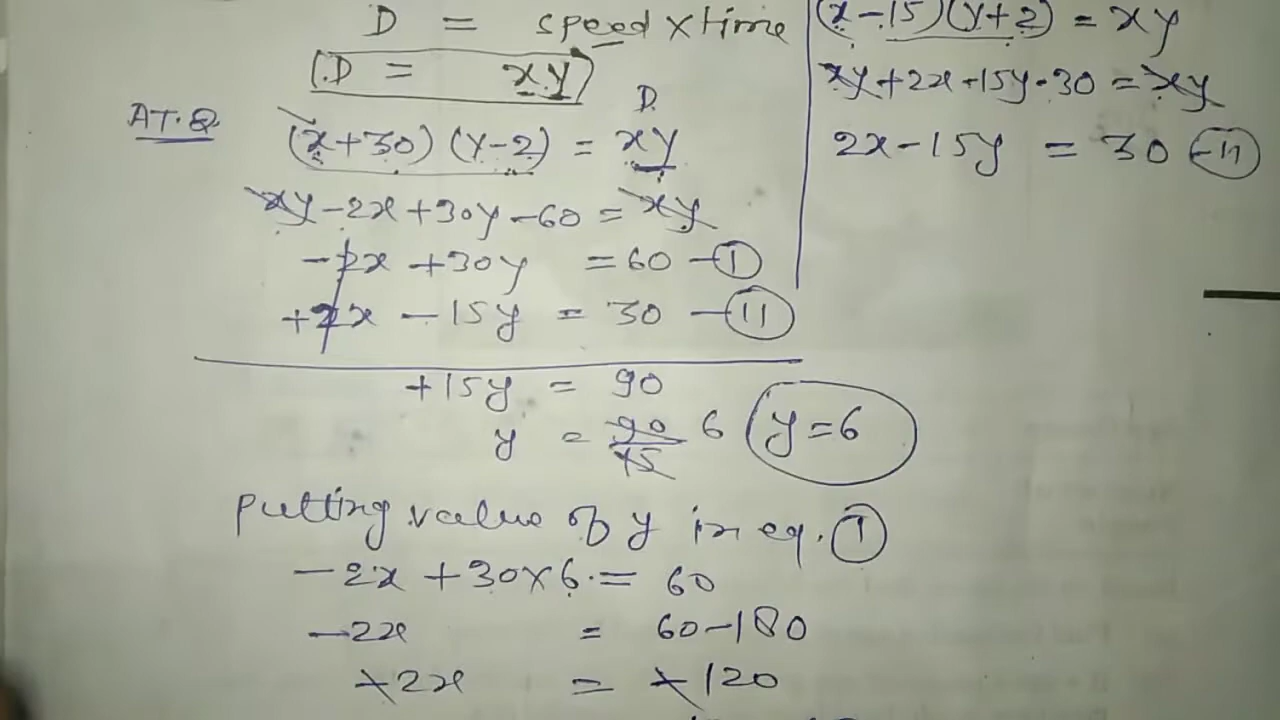 D = speed x time
D = xy
D
AT.Q (x+30) (y-2) = xy
xy-2x+30y-60 = xy
-2x +30y = 60 -(I)
+2x - 15y = 30 -(II)
+15y = 90
y = 90/15 6 y=6
Putting value of y in eq. (I)
-2x + 30x6 = 60
-2x = 60-180
-2x = -120
(x-15)(y+2) = xy
xy+2x-15y-30 = xy
2x-15y = 30 -(II)